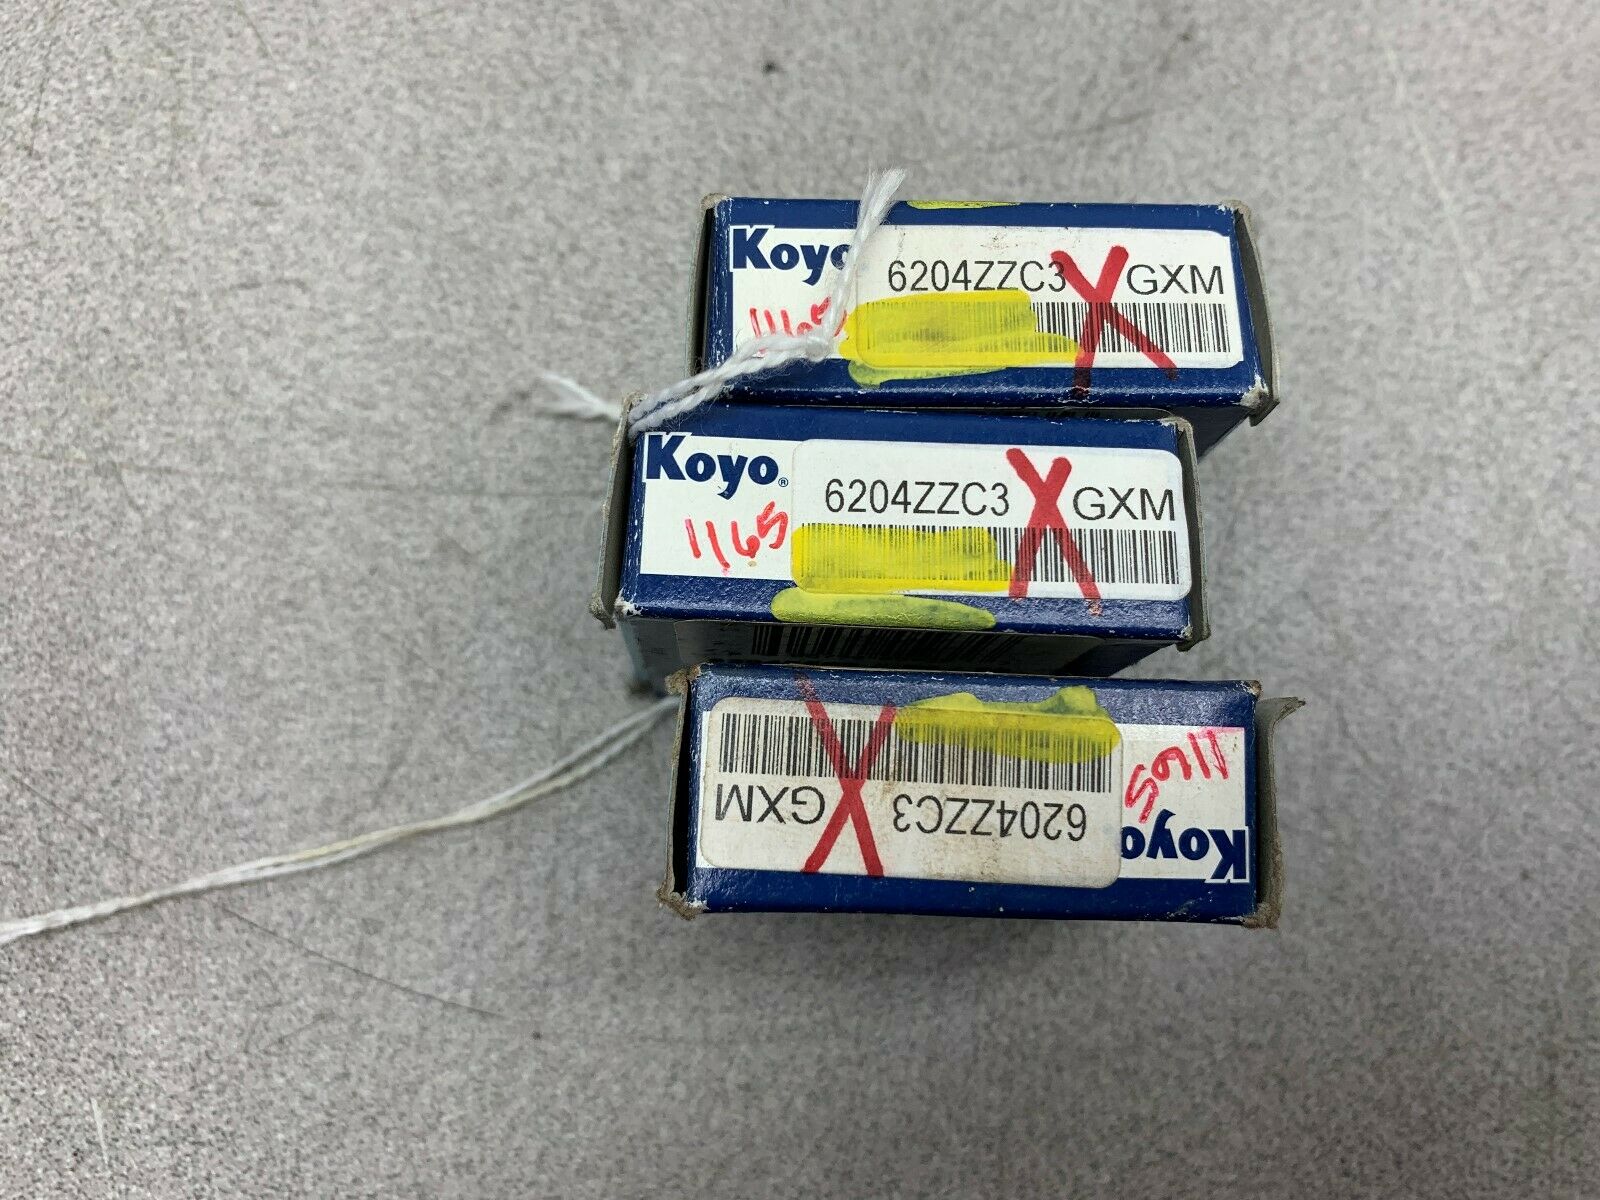 Koyo 6204ZZC3 X GXM
1165
Koyo® 6204ZZC3 X GXM
1165
Koyo 6204ZZC3 X GXM
1165